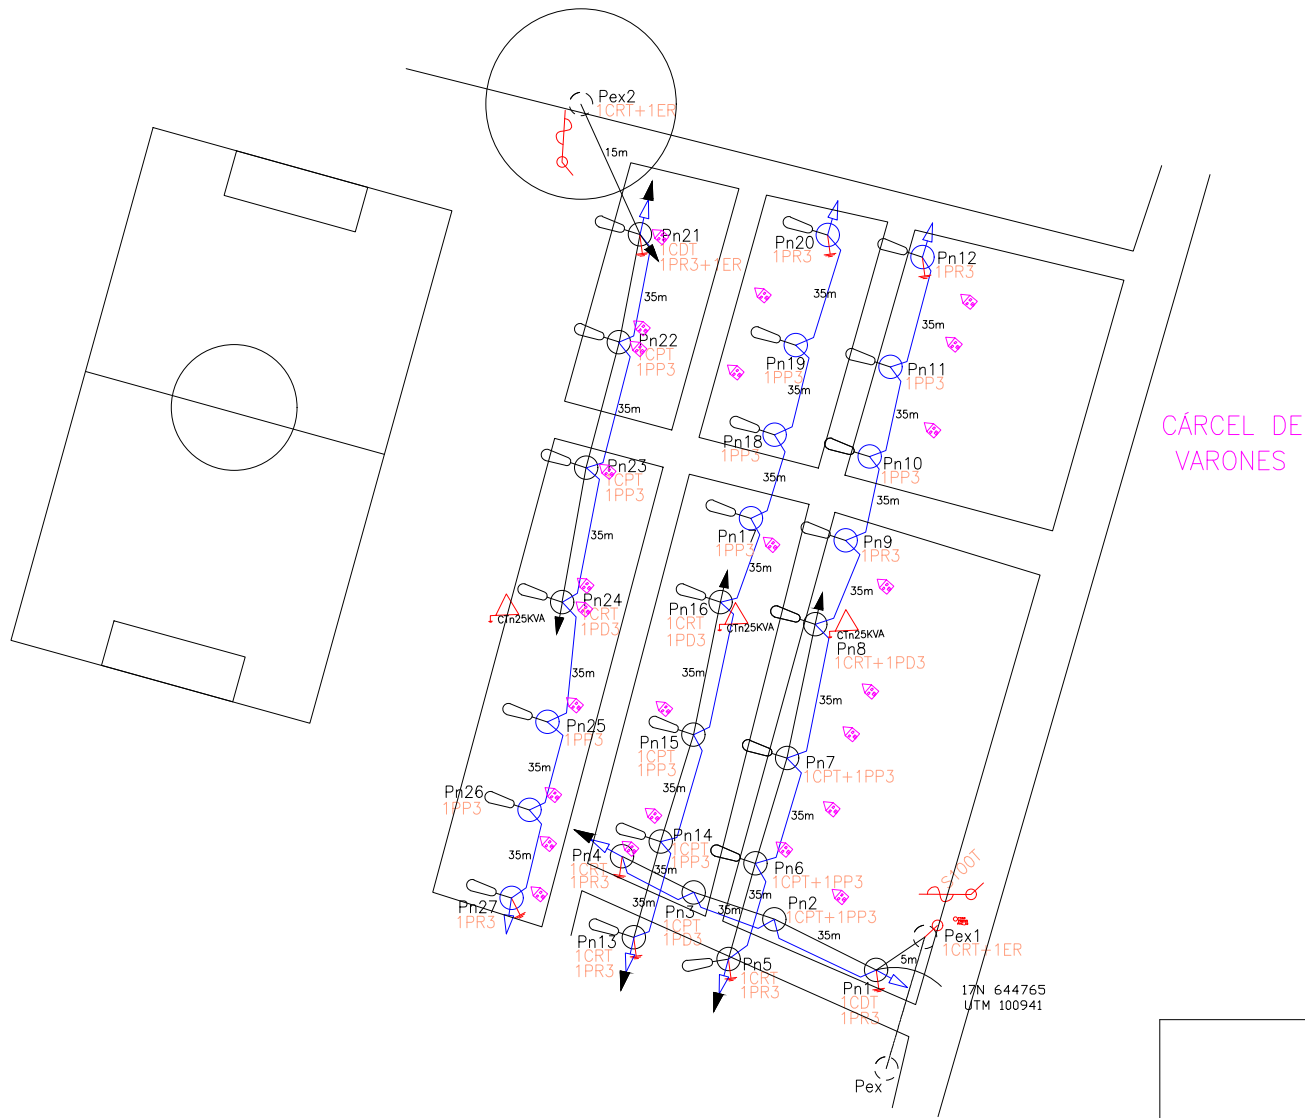 Pex2
1CRT+1ER
15m
Pn21
1CDT
1PR3+1ER
Pn20
1PR3
Pn12
1PR3
35m
35m
35m
Pn22
1CPT
1PP3
Pn19
1PP3
Pn11
1PP3
35m
35m
CÁRCEL DE
VARONES
Pn18
1PP3
Pn10
1PP3
Pn23
1CPT
1PP3
35m
35m
Pn17
1PP3
Pn9
1PR3
35m
35m
35m
Pn24
1CRT
1PD3
CTn25KVA
Pn16
1CRT
1PD3
CTn25KVA
CTn25KVA
Pn8
1CRT+1PD3
35m
35m
35m
Pn25
1PP3
Pn15
1CPT
1PP3
Pn7
1CPT+1PP3
35m
35m
35m
Pn26
1PP3
Pn14
1CPT
1PP3
Pn4
1CRT
1PR3
35m
Pn6
1CPT+1PP3
S100T
35m
Pn27
1PR3
35m
Pn3
1CPT
1PD3
35m
Pn2
1CPT+1PP3
35m
Pn13
1CRT
1PR3
Pn5
1CRT
1PR3
Pex1
1CRT+1ER
5m
Pn1
1CDT
1PR3
17N 644765
UTM 100941
Pex